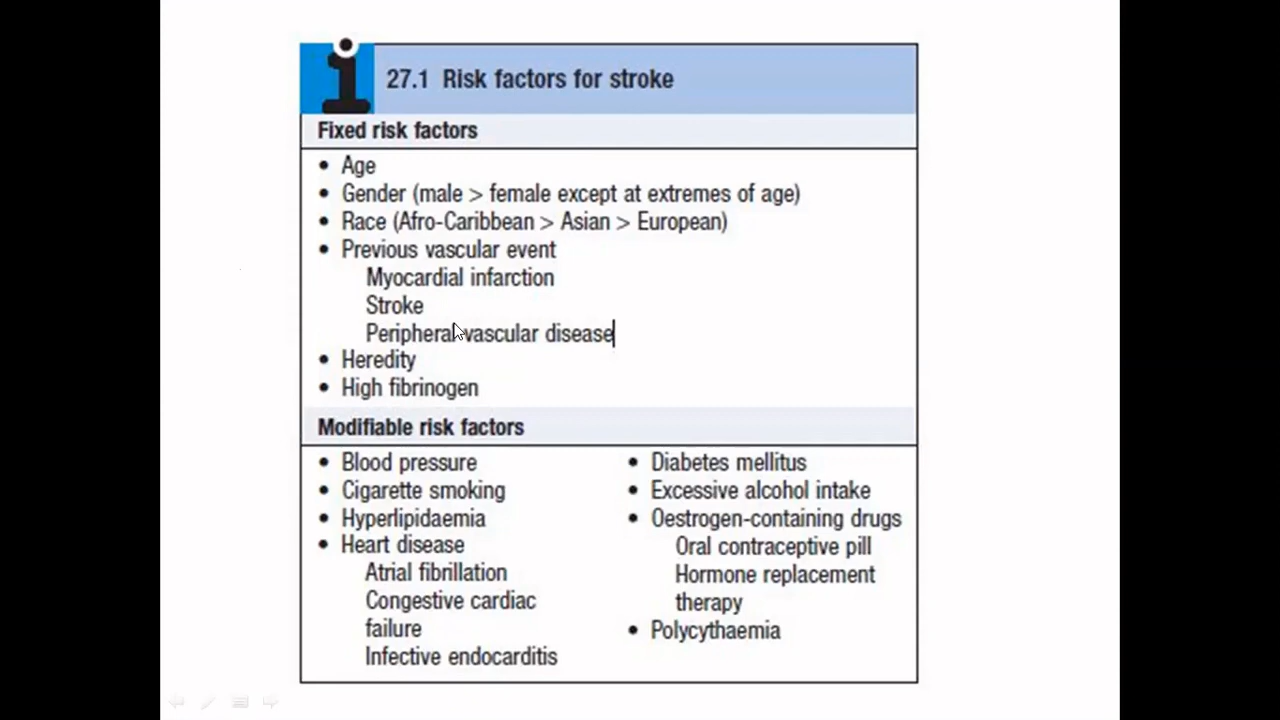 27.1 Risk factors for stroke
Fixed risk factors
• Age
• Gender (male > female except at extremes of age)
• Race (Afro-Caribbean > Asian > European)
• Previous vascular event
Myocardial infarction
Stroke
Peripheral vascular disease
• Heredity
• High fibrinogen
Modifiable risk factors
• Blood pressure
• Cigarette smoking
• Hyperlipidaemia
• Heart disease
Atrial fibrillation
Congestive cardiac
failure
Infective endocarditis
• Diabetes mellitus
• Excessive alcohol intake
• Oestrogen-containing drugs
Oral contraceptive pill
Hormone replacement
therapy
• Polycythaemia